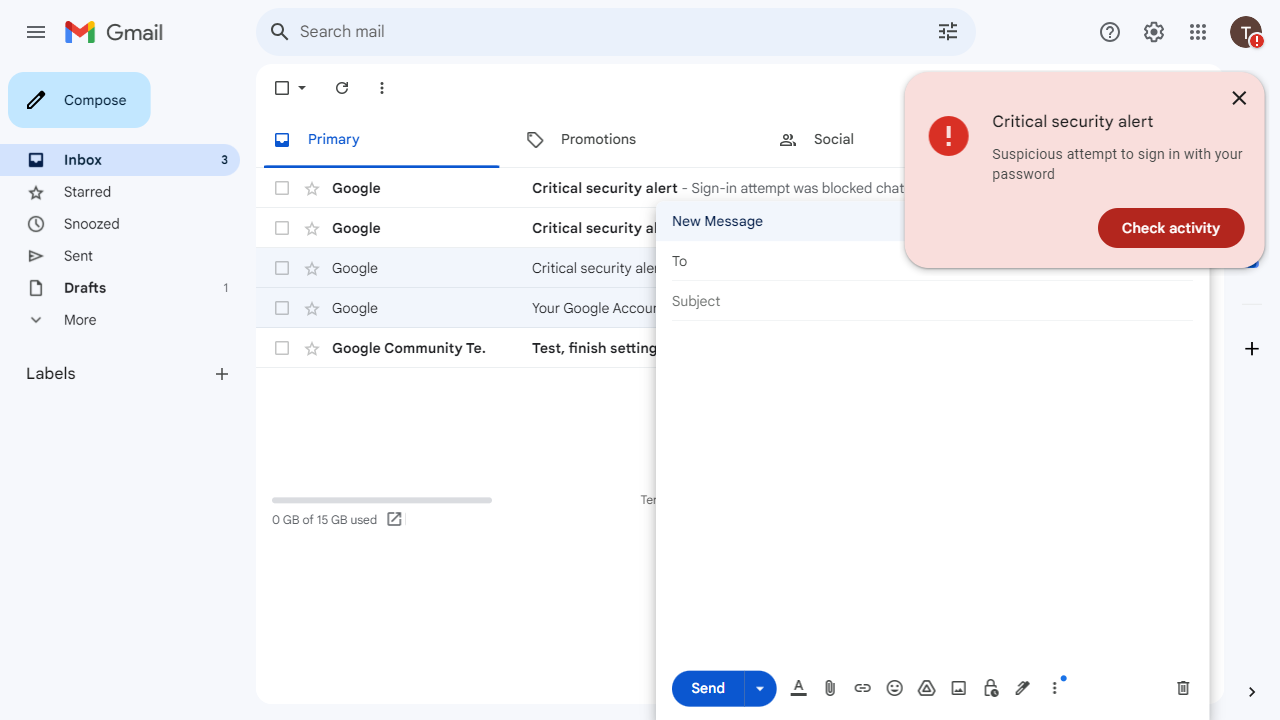 Gmail
Search mail
T
Compose
Inbox 3
Starred
Snoozed
Sent
Drafts 1
More
Labels
Primary
Promotions
Social
Google Critical security alert - Sign-in attempt was blocked chat
Google Critical security al
Google Critical security aler
Google Your Google Accoun
Google Community Te. Test, finish setting
0 GB of 15 GB used
Ter
Critical security alert
Suspicious attempt to sign in with your
password
Check activity
New Message
To
Subject
Send